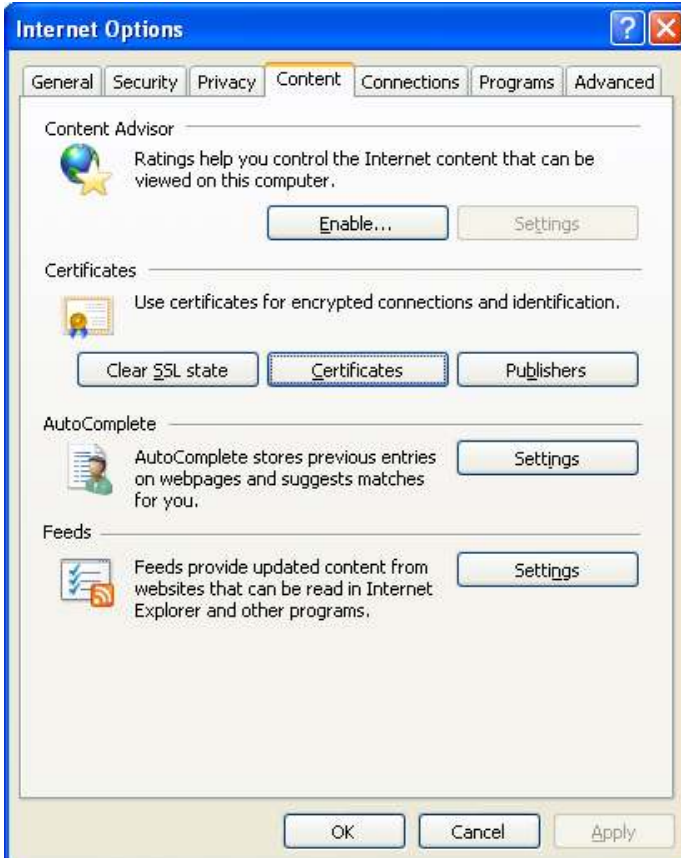 Internet Options
General Security Privacy Content Connections Programs Advanced
Content Advisor
Ratings help you control the Internet content that can be
viewed on this computer.
Enable... Settings
Certificates
Use certificates for encrypted connections and identification.
Clear SSL state Certificates Publishers
AutoComplete
AutoComplete stores previous entries
on webpages and suggests matches
for you.
Settings
Feeds
Feeds provide updated content from
websites that can be read in Internet
Explorer and other programs.
Settings
OK Cancel Apply